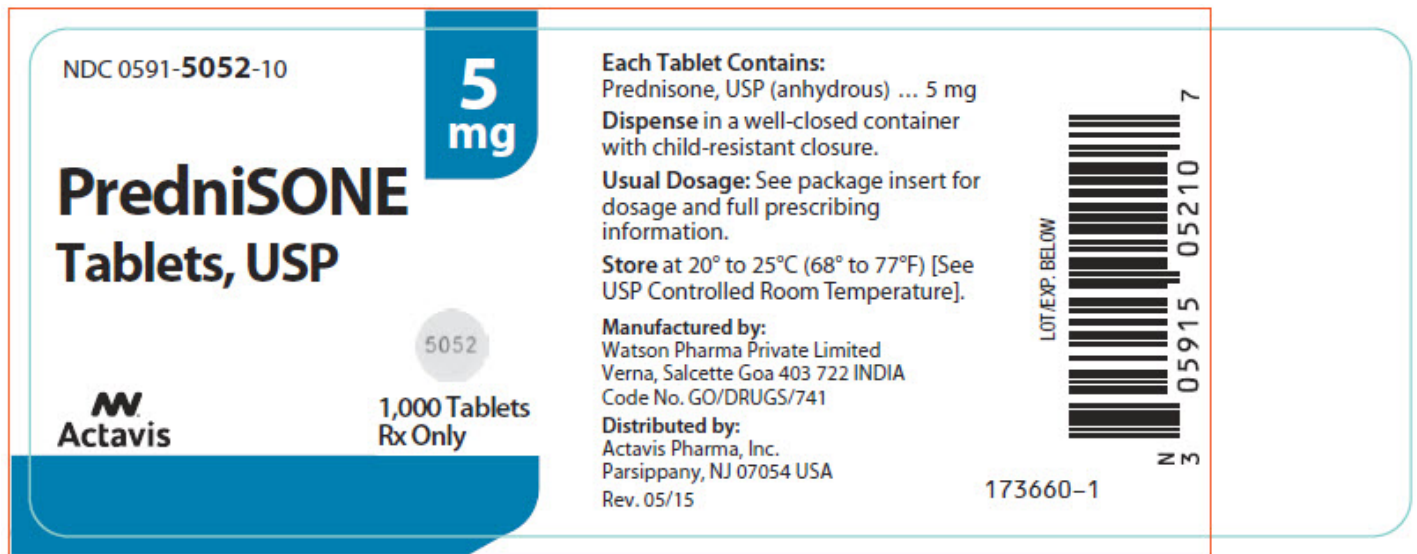 NDC 0591-5052-10
5
mg
PredniSONE
Tablets, USP
5052
Actavis
1,000 Tablets
Rx Only
Each Tablet Contains:
Prednisone, USP (anhydrous) ... 5 mg
Dispense in a well-closed container
with child-resistant closure.
Usual Dosage: See package insert for
dosage and full prescribing
information.
Store at 20° to 25°C (68° to 77°F) [See
USP Controlled Room Temperature].
Manufactured by:
Watson Pharma Private Limited
Verna, Salcette Goa 403 722 INDIA
Code No. GO/DRUGS/741
Distributed by:
Actavis Pharma, Inc.
Parsippany, NJ 07054 USA
Rev. 05/15
LOT/EXP. BELOW
N
3 05915 05210 7
173660-1